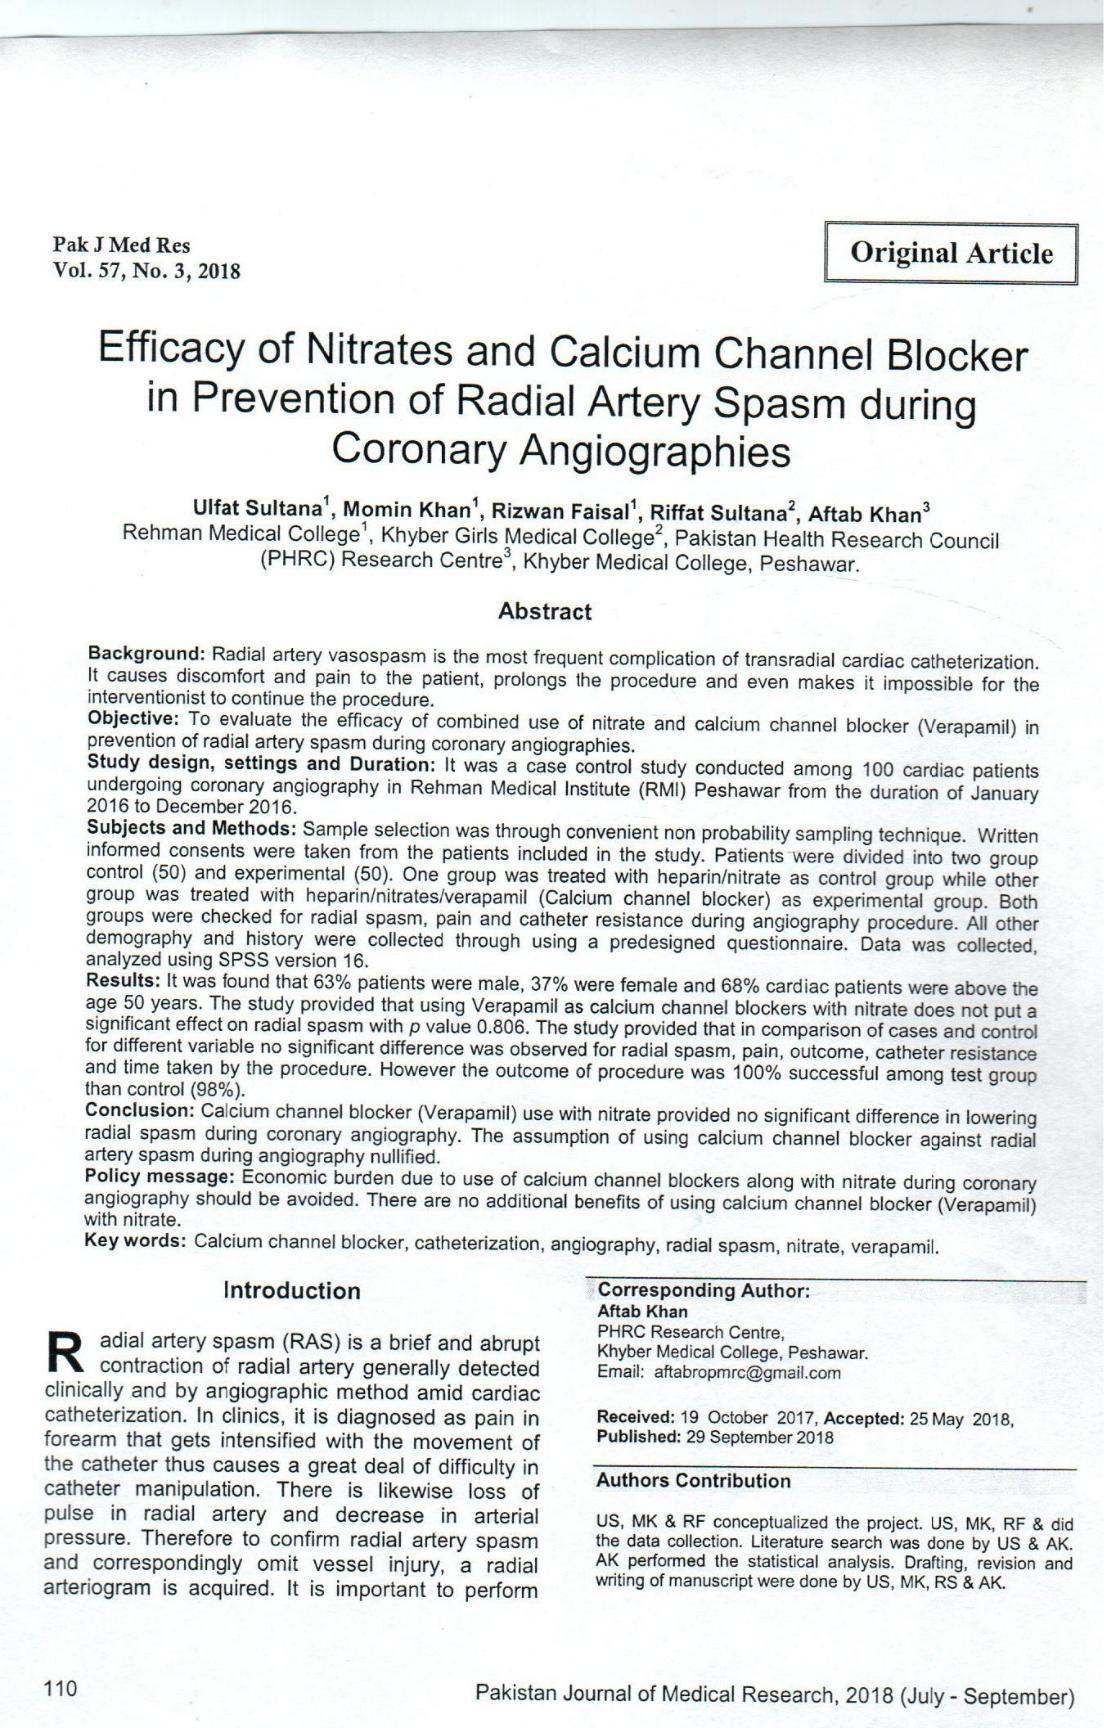 Pak J Med Res
Vol. 57, No. 3, 2018
Original Article
Efficacy of Nitrates and Calcium Channel Blocker
in Prevention of Radial Artery Spasm during
Coronary Angiographies
Ulfat Sultana¹, Momin Khan¹, Rizwan Faisal¹, Riffat Sultana², Aftab Khan³
Rehman Medical College¹, Khyber Girls Medical College², Pakistan Health Research Council
(PHRC) Research Centre³, Khyber Medical College, Peshawar.
Abstract
Background: Radial artery vasospasm is the most frequent complication of transradial cardiac catheterization.
It causes discomfort and pain to the patient, prolongs the procedure and even makes it impossible for the
interventionist to continue the procedure.
Objective: To evaluate the efficacy of combined use of nitrate and calcium channel blocker (Verapamil) in
prevention of radial artery spasm during coronary angiographies.
Study design, settings and Duration: It was a case control study conducted among 100 cardiac patients
undergoing coronary angiography in Rehman Medical Institute (RMI) Peshawar from the duration of January
2016 to December 2016.
Subjects and Methods: Sample selection was through convenient non probability sampling technique. Written
informed consents were taken from the patients included in the study. Patients were divided into two group
control (50) and experimental (50). One group was treated with heparin/nitrate as control group while other
group was treated with heparin/nitrates/verapamil (Calcium channel blocker) as experimental group. Both
groups were checked for radial spasm, pain and catheter resistance during angiography procedure. All other
demography and history were collected through using a predesigned questionnaire. Data was collected,
analyzed using SPSS version 16.
Results: It was found that 63% patients were male, 37% were female and 68% cardiac patients were above the
age 50 years. The study provided that using Verapamil as calcium channel blockers with nitrate does not put a
significant effect on radial spasm with p value 0.806. The study provided that in comparison of cases and control
for different variable no significant difference was observed for radial spasm, pain, outcome, catheter resistance
and time taken by the procedure. However the outcome of procedure was 100% successful among test group
than control (98%).
Conclusion: Calcium channel blocker (Verapamil) use with nitrate provided no significant difference in lowering
radial spasm during coronary angiography. The assumption of using calcium channel blocker against radial
artery spasm during angiography nullified.
Policy message: Economic burden due to use of calcium channel blockers along with nitrate during coronary
angiography should be avoided. There are no additional benefits of using calcium channel blocker (Verapamil)
with nitrate.
Key words: Calcium channel blocker, catheterization, angiography, radial spasm, nitrate, verapamil.
Introduction
Radial artery spasm (RAS) is a brief and abrupt
contraction of radial artery generally detected
clinically and by angiographic method amid cardiac
catheterization. In clinics, it is diagnosed as pain in
forearm that gets intensified with the movement of
the catheter thus causes a great deal of difficulty in
catheter manipulation. There is likewise loss of
pulse in radial artery and decrease in arterial
pressure. Therefore to confirm radial artery spasm
and correspondingly omit vessel injury, a radial
arteriogram is acquired. It is important to perform
Corresponding Author:
Aftab Khan
PHRC Research Centre,
Khyber Medical College, Peshawar.
Email: aftabropmrc@gmail.com
Received: 19 October 2017, Accepted: 25 May 2018,
Published: 29 September 2018
Authors Contribution
US, MK & RF conceptualized the project. US, MK, RF & did
the data collection. Literature search was done by US & AK.
AK performed the statistical analysis. Drafting, revision and
writing of manuscript were done by US, MK, RS & AK.
110
Pakistan Journal of Medical Research, 2018 (July - September)